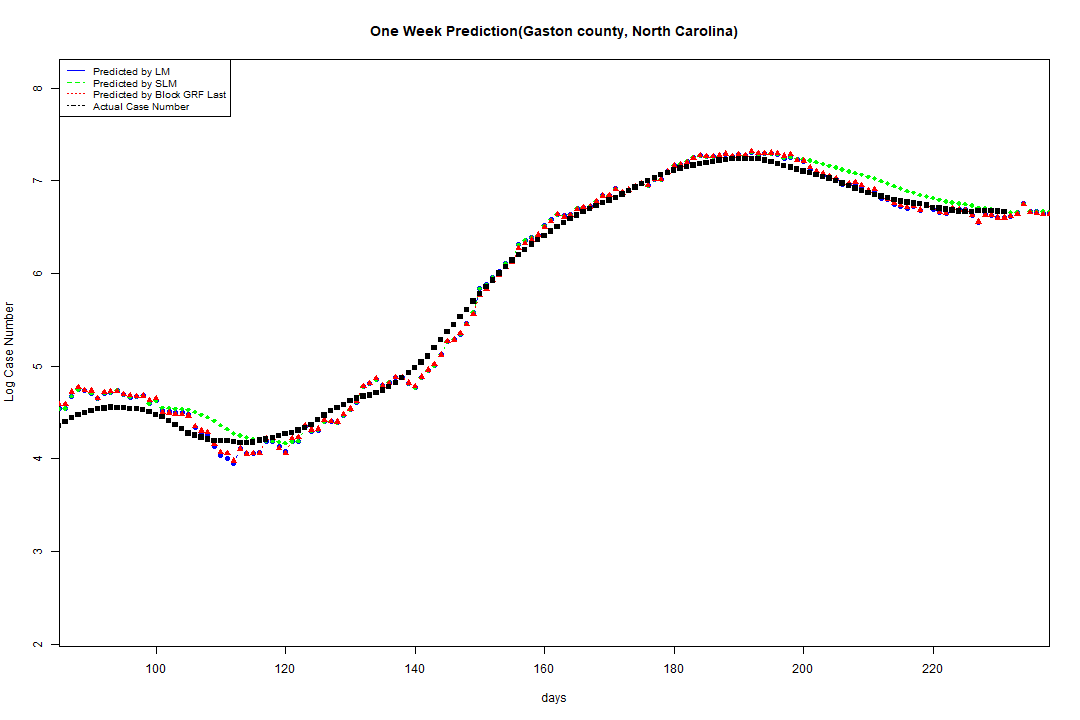 One Week Prediction(Gaston county, North Carolina)
Predicted by LM
Predicted by SLM
Predicted by Block GRF Last
Actual Case Number
Log Case Number
8
7
6
5
4
3
2
100 120 140 160 180 200 220
days